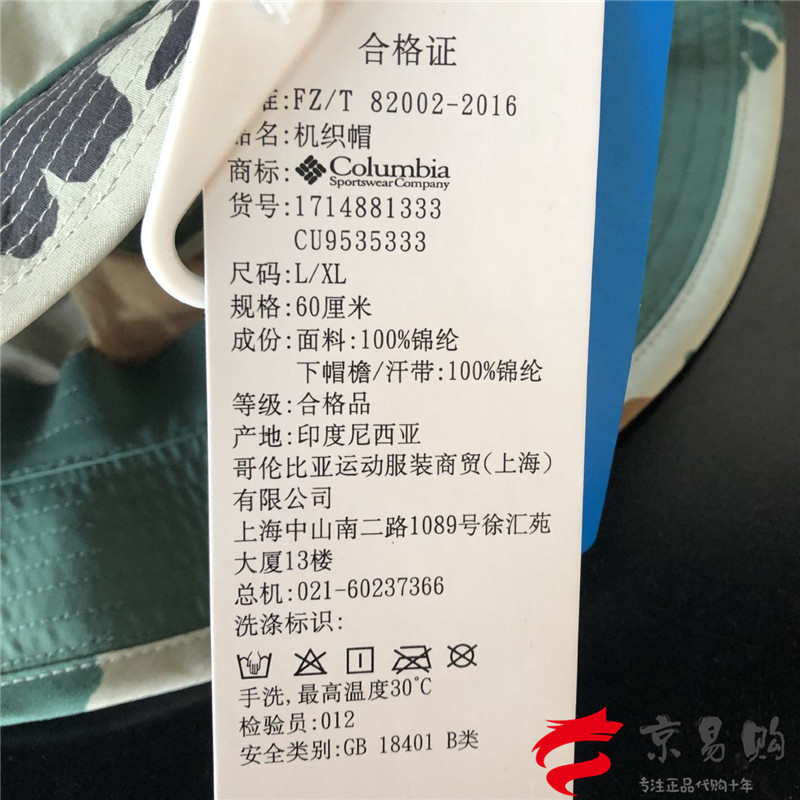 合格证
准:FZ/T 82002-2016
品名:机织帽
商标: Columbia
Sportswear Company
货号:1714881333
CU9535333
尺码:L/XL
规格:60厘米
成份:面料:100%锦纶
下帽檐/汗带:100%锦纶
等级:合格品
产地:印度尼西亚
哥伦比亚运动服装商贸(上海)
有限公司
上海中山南二路1089号徐汇苑
大厦13楼
总机:021-60237366
洗涤标识:
手洗,最高温度30℃
检验员:012
安全类别:GB 18401 B类
京易购
专注正品代购十年